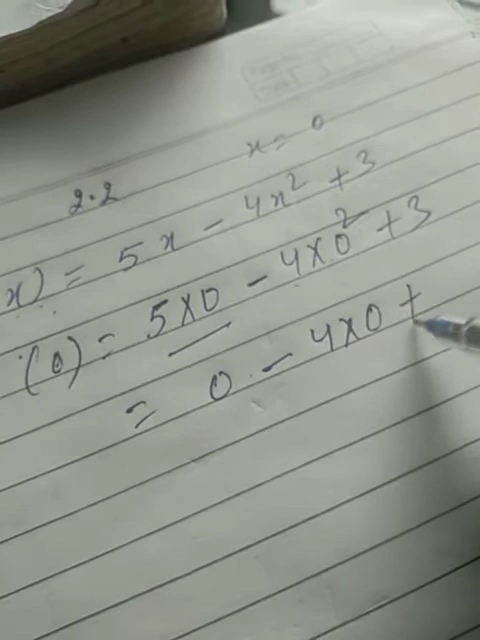 2.2 x = 0
x) = 5x - 4x² + 3
(0) = 5×0 - 4×0² + 3
= 0 - 4×0 +